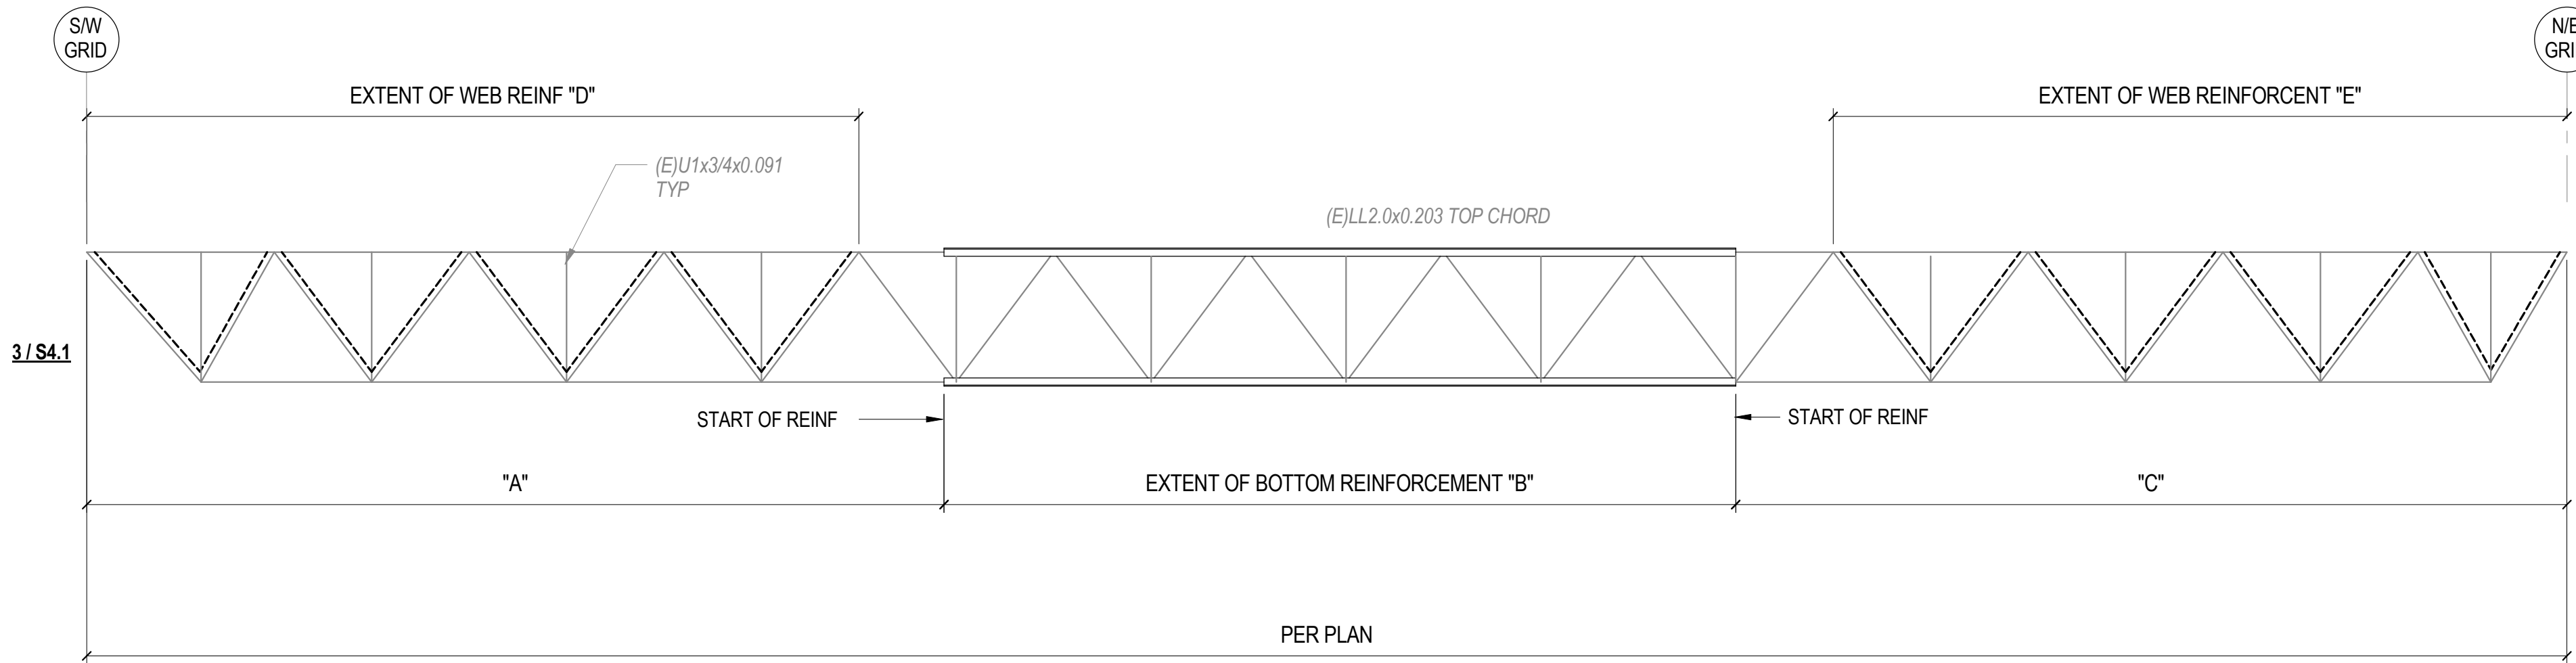 S/W
GRID
N/E
GRI
EXTENT OF WEB REINF "D"
EXTENT OF WEB REINFORCENT "E"
(E)U1x3/4x0.091
TYP
(E)LL2.0x0.203 TOP CHORD
3 / S4.1
START OF REINF
START OF REINF
"A"
EXTENT OF BOTTOM REINFORCEMENT "B"
"C"
PER PLAN